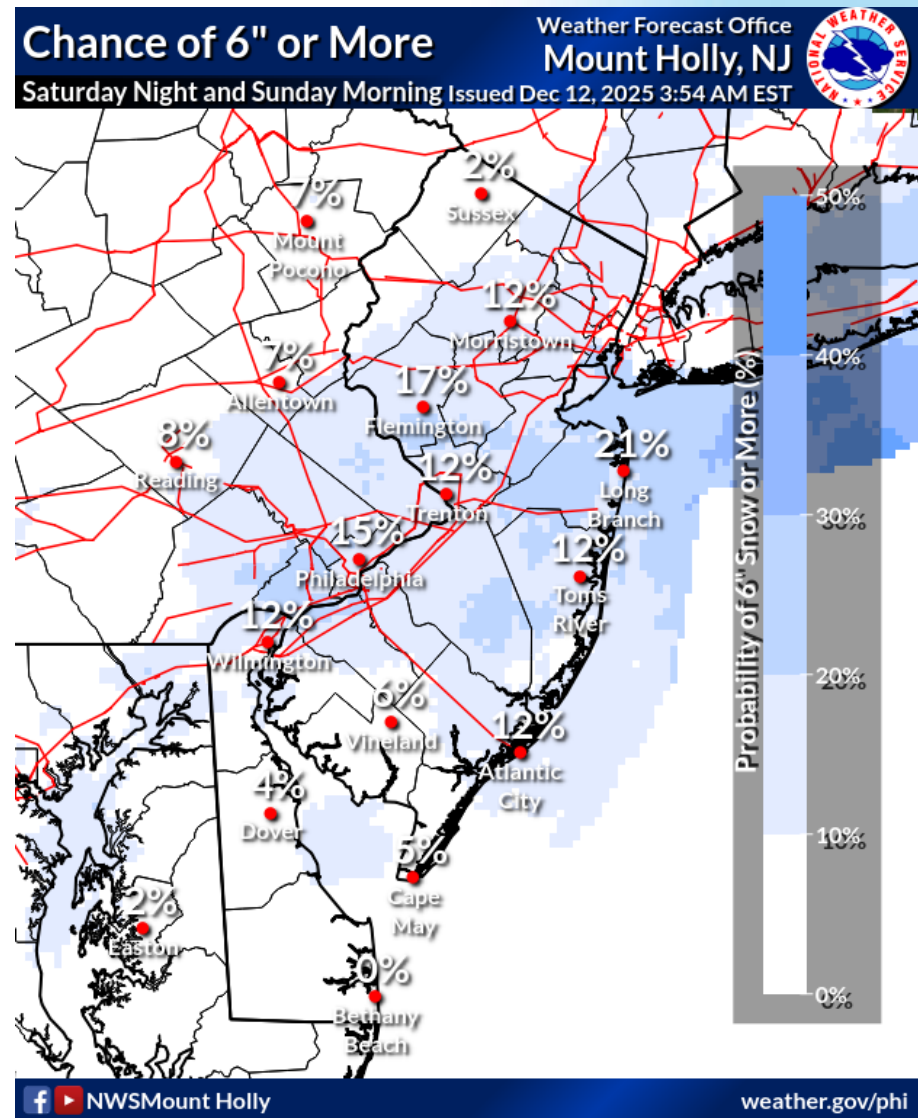 Chance of 6" or More
Weather Forecast Office
Mount Holly, NJ
Saturday Night and Sunday Morning
Issued Dec 12, 2025 3:54 AM EST
NATIONAL WEATHER SERVICE
2%
Sussex
7%
Mount
Pocono
12%
Morristown
7%
Allentown
17%
Flemington
8%
Reading
21%
Long
Branch
12%
Trenton
15%
Philadelphia
12%
Toms
River
12%
Wilmington
6%
Vineland
12%
Atlantic
City
4%
Dover
5%
Cape
May
2%
Easton
0%
Bethany
Beach
Probability of 6" Snow or More (%)
50%
40%
30%
20%
10%
0%
NWSMount Holly
weather.gov/phi